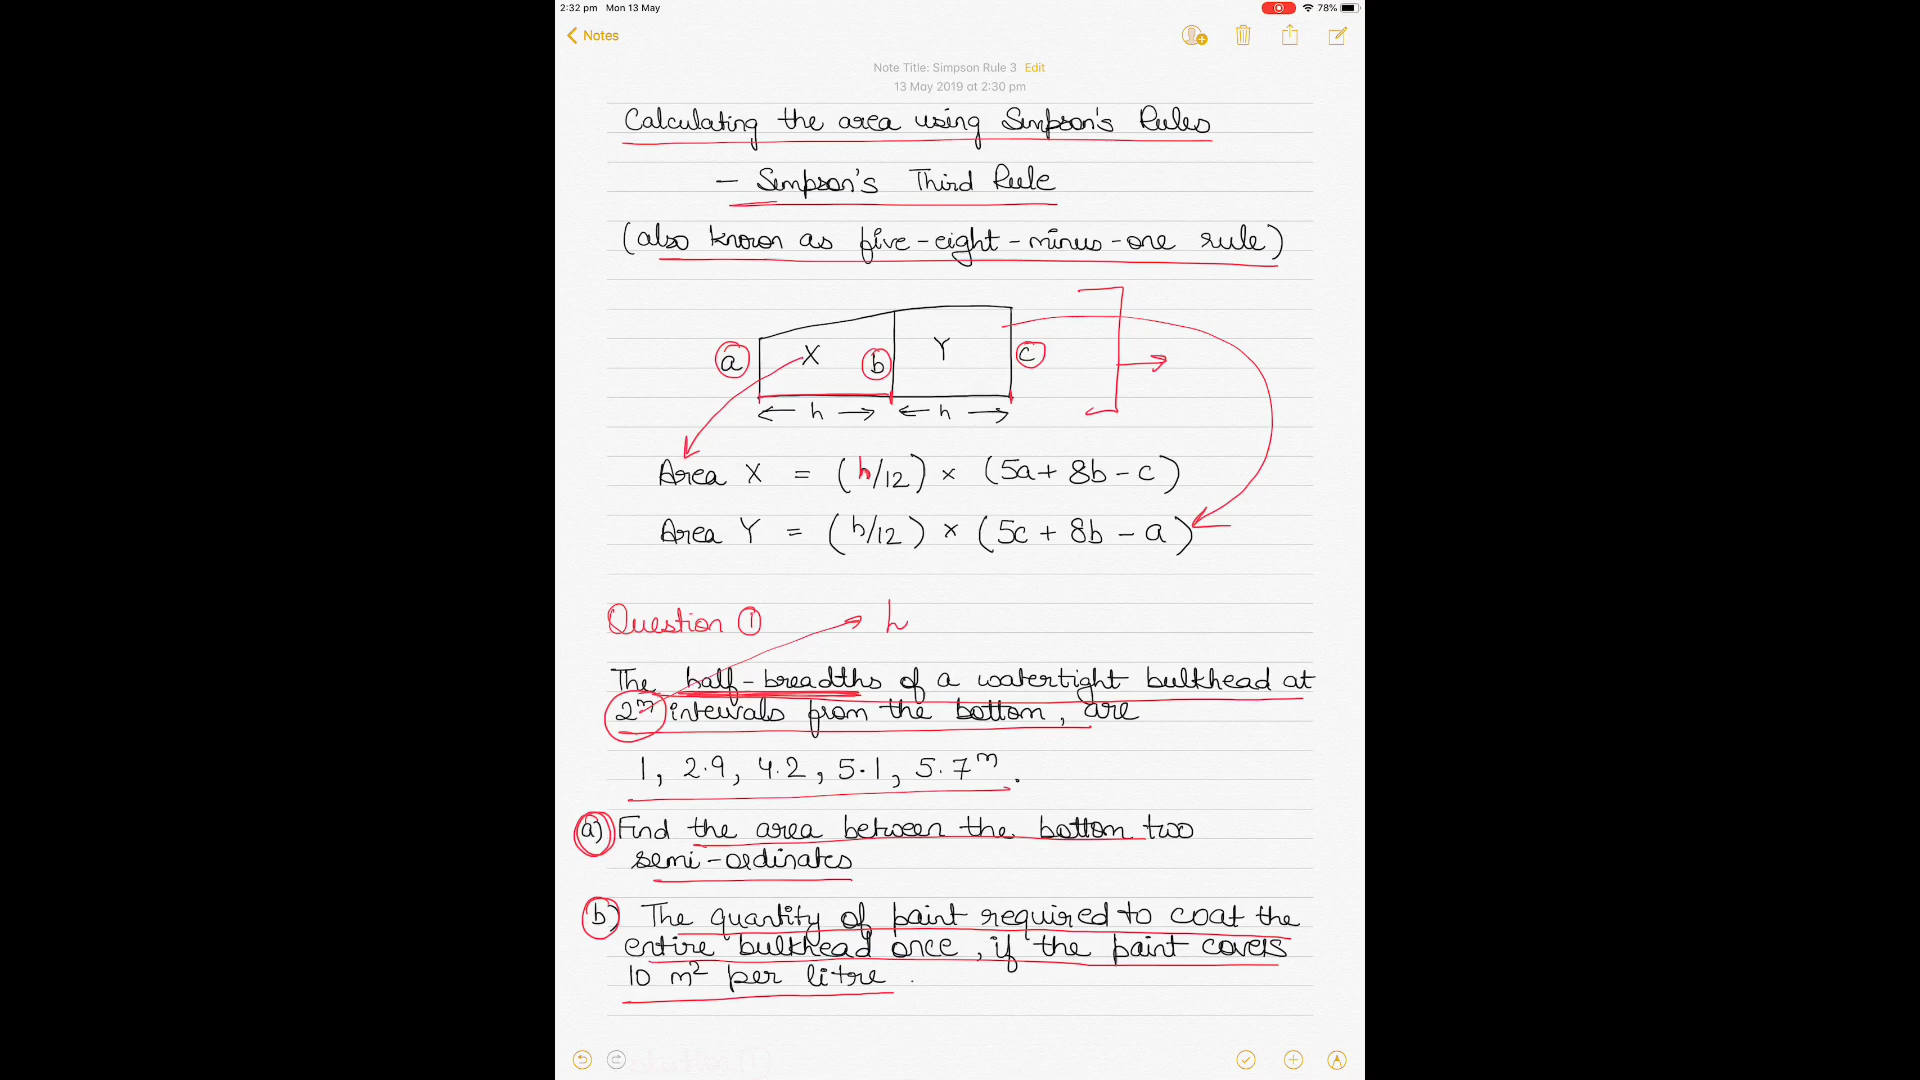 2:32 pm Mon 13 May
78%
Notes
Note Title: Simpson Rule 3 Edit
13 May 2019 at 2:30 pm
Calculating the area using Simpson's Rules
- Simpson's Third Rule
(also known as five-eight-minus-one rule)
a X b Y c
h h
Area X = (h/12) × (5a + 8b - c)
Area Y = (h/12) × (5c + 8b - a)
Question 1 h
The half-breadths of a watertight bulkhead at
2m intervals from the bottom, are
1, 2.9, 4.2, 5.1, 5.7m.
a) Find the area between the bottom two
semi-ordinates
b) The quantity of paint required to coat the
entire bulkhead once, if the paint covers
10 m² per litre.